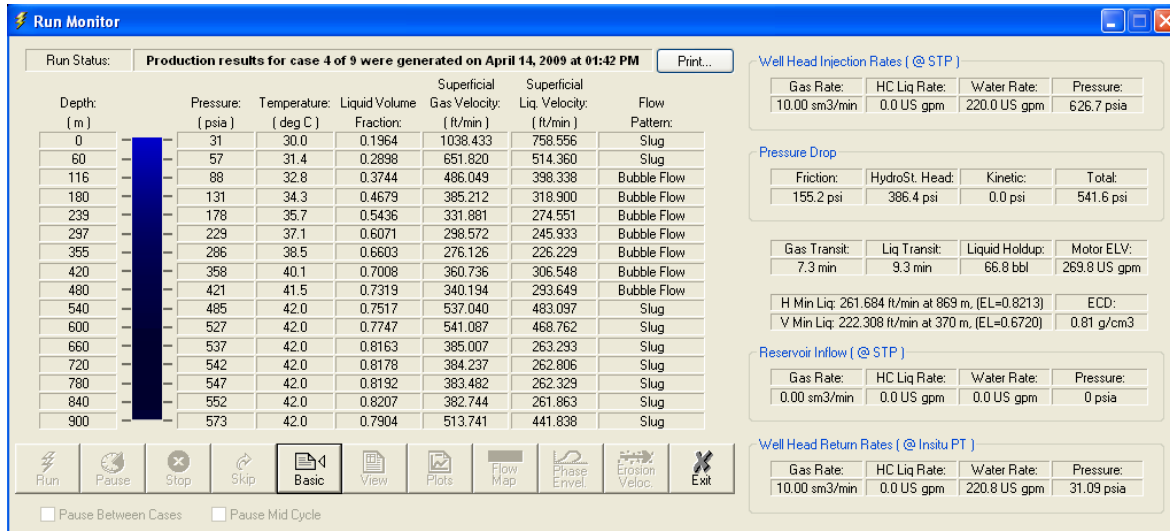 Run Monitor
Run Status: Production results for case 4 of 9 were generated on April 14, 2009 at 01:42 PM Print...
Superficial Superficial
Depth: Pressure: Temperature: Liquid Volume Gas Velocity: Liq. Velocity: Flow
( m ) ( psia ) ( deg C ) Fraction: ( ft/min ) ( ft/min ) Pattern:
0 31 30.0 0.1964 1038.433 758.556 Slug
60 57 31.4 0.2898 651.820 514.360 Slug
116 88 32.8 0.3744 486.049 398.338 Bubble Flow
180 131 34.3 0.4679 385.212 318.900 Bubble Flow
239 178 35.7 0.5436 331.881 274.551 Bubble Flow
297 229 37.1 0.6071 298.572 245.933 Bubble Flow
355 286 38.5 0.6603 276.126 226.229 Bubble Flow
420 358 40.1 0.7008 360.736 306.548 Bubble Flow
480 421 41.5 0.7319 340.194 293.649 Bubble Flow
540 485 42.0 0.7517 537.040 483.097 Slug
600 527 42.0 0.7747 541.087 468.762 Slug
660 537 42.0 0.8163 385.007 263.293 Slug
720 542 42.0 0.8178 384.237 262.806 Slug
780 547 42.0 0.8192 383.482 262.329 Slug
840 552 42.0 0.8207 382.744 261.863 Slug
900 573 42.0 0.7904 513.741 441.838 Slug
Run Pause Stop Skip Basic View Plots Flow Map Phase Envel. Erosion Veloc. Exit
Pause Between Cases Pause Mid Cycle
Well Head Injection Rates ( @ STP )
Gas Rate: HC Liq Rate: Water Rate: Pressure:
10.00 sm3/min 0.0 US gpm 220.0 US gpm 626.7 psia
Pressure Drop
Friction: HydroSt. Head: Kinetic: Total:
155.2 psi 386.4 psi 0.0 psi 541.6 psi
Gas Transit: Liq Transit: Liquid Holdup: Motor ELV:
7.3 min 9.3 min 66.8 bbl 269.8 US gpm
H Min Liq: 261.684 ft/min at 869 m, (EL=0.8213) ECD:
V Min Liq: 222.308 ft/min at 370 m, (EL=0.6720) 0.81 g/cm3
Reservoir Inflow ( @ STP )
Gas Rate: HC Liq Rate: Water Rate: Pressure:
0.00 sm3/min 0.0 US gpm 0.0 US gpm 0 psia
Well Head Return Rates ( @ Insitu PT )
Gas Rate: HC Liq Rate: Water Rate: Pressure:
10.00 sm3/min 0.0 US gpm 220.8 US gpm 31.09 psia